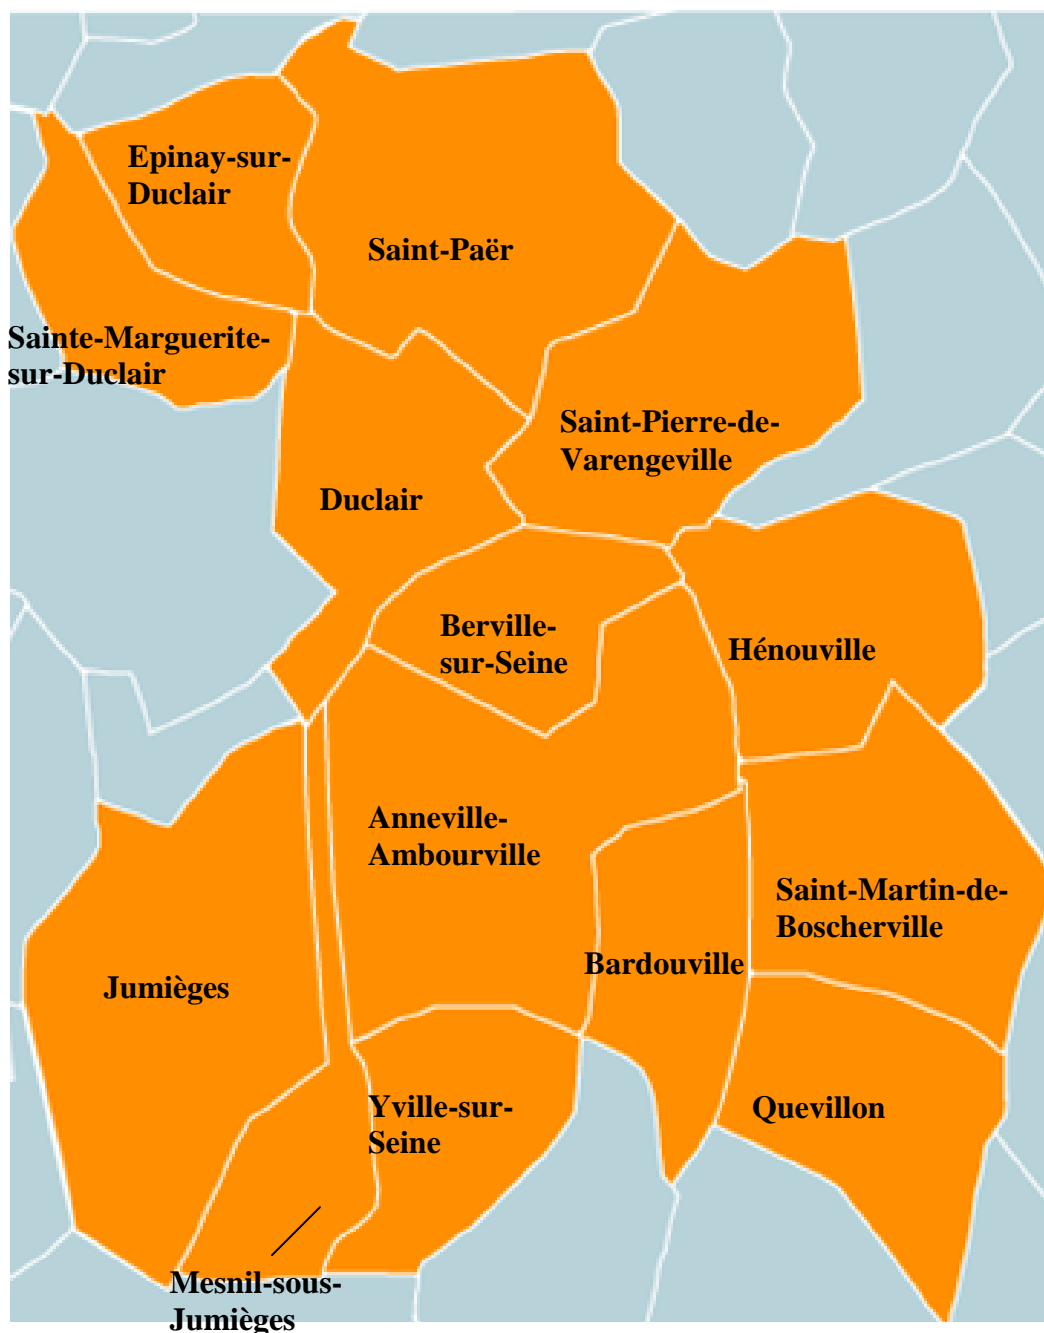 Epinay-sur-
Duclair
Saint-Paër
Sainte-Marguerite-
sur-Duclair
Saint-Pierre-de-
Varengeville
Duclair
Berville-
sur-Seine
Hénouville
Anneville-
Ambourville
Saint-Martin-de-
Boscherville
Bardouville
Jumièges
Yville-sur-
Seine
Quevillon
Mesnil-sous-
Jumièges